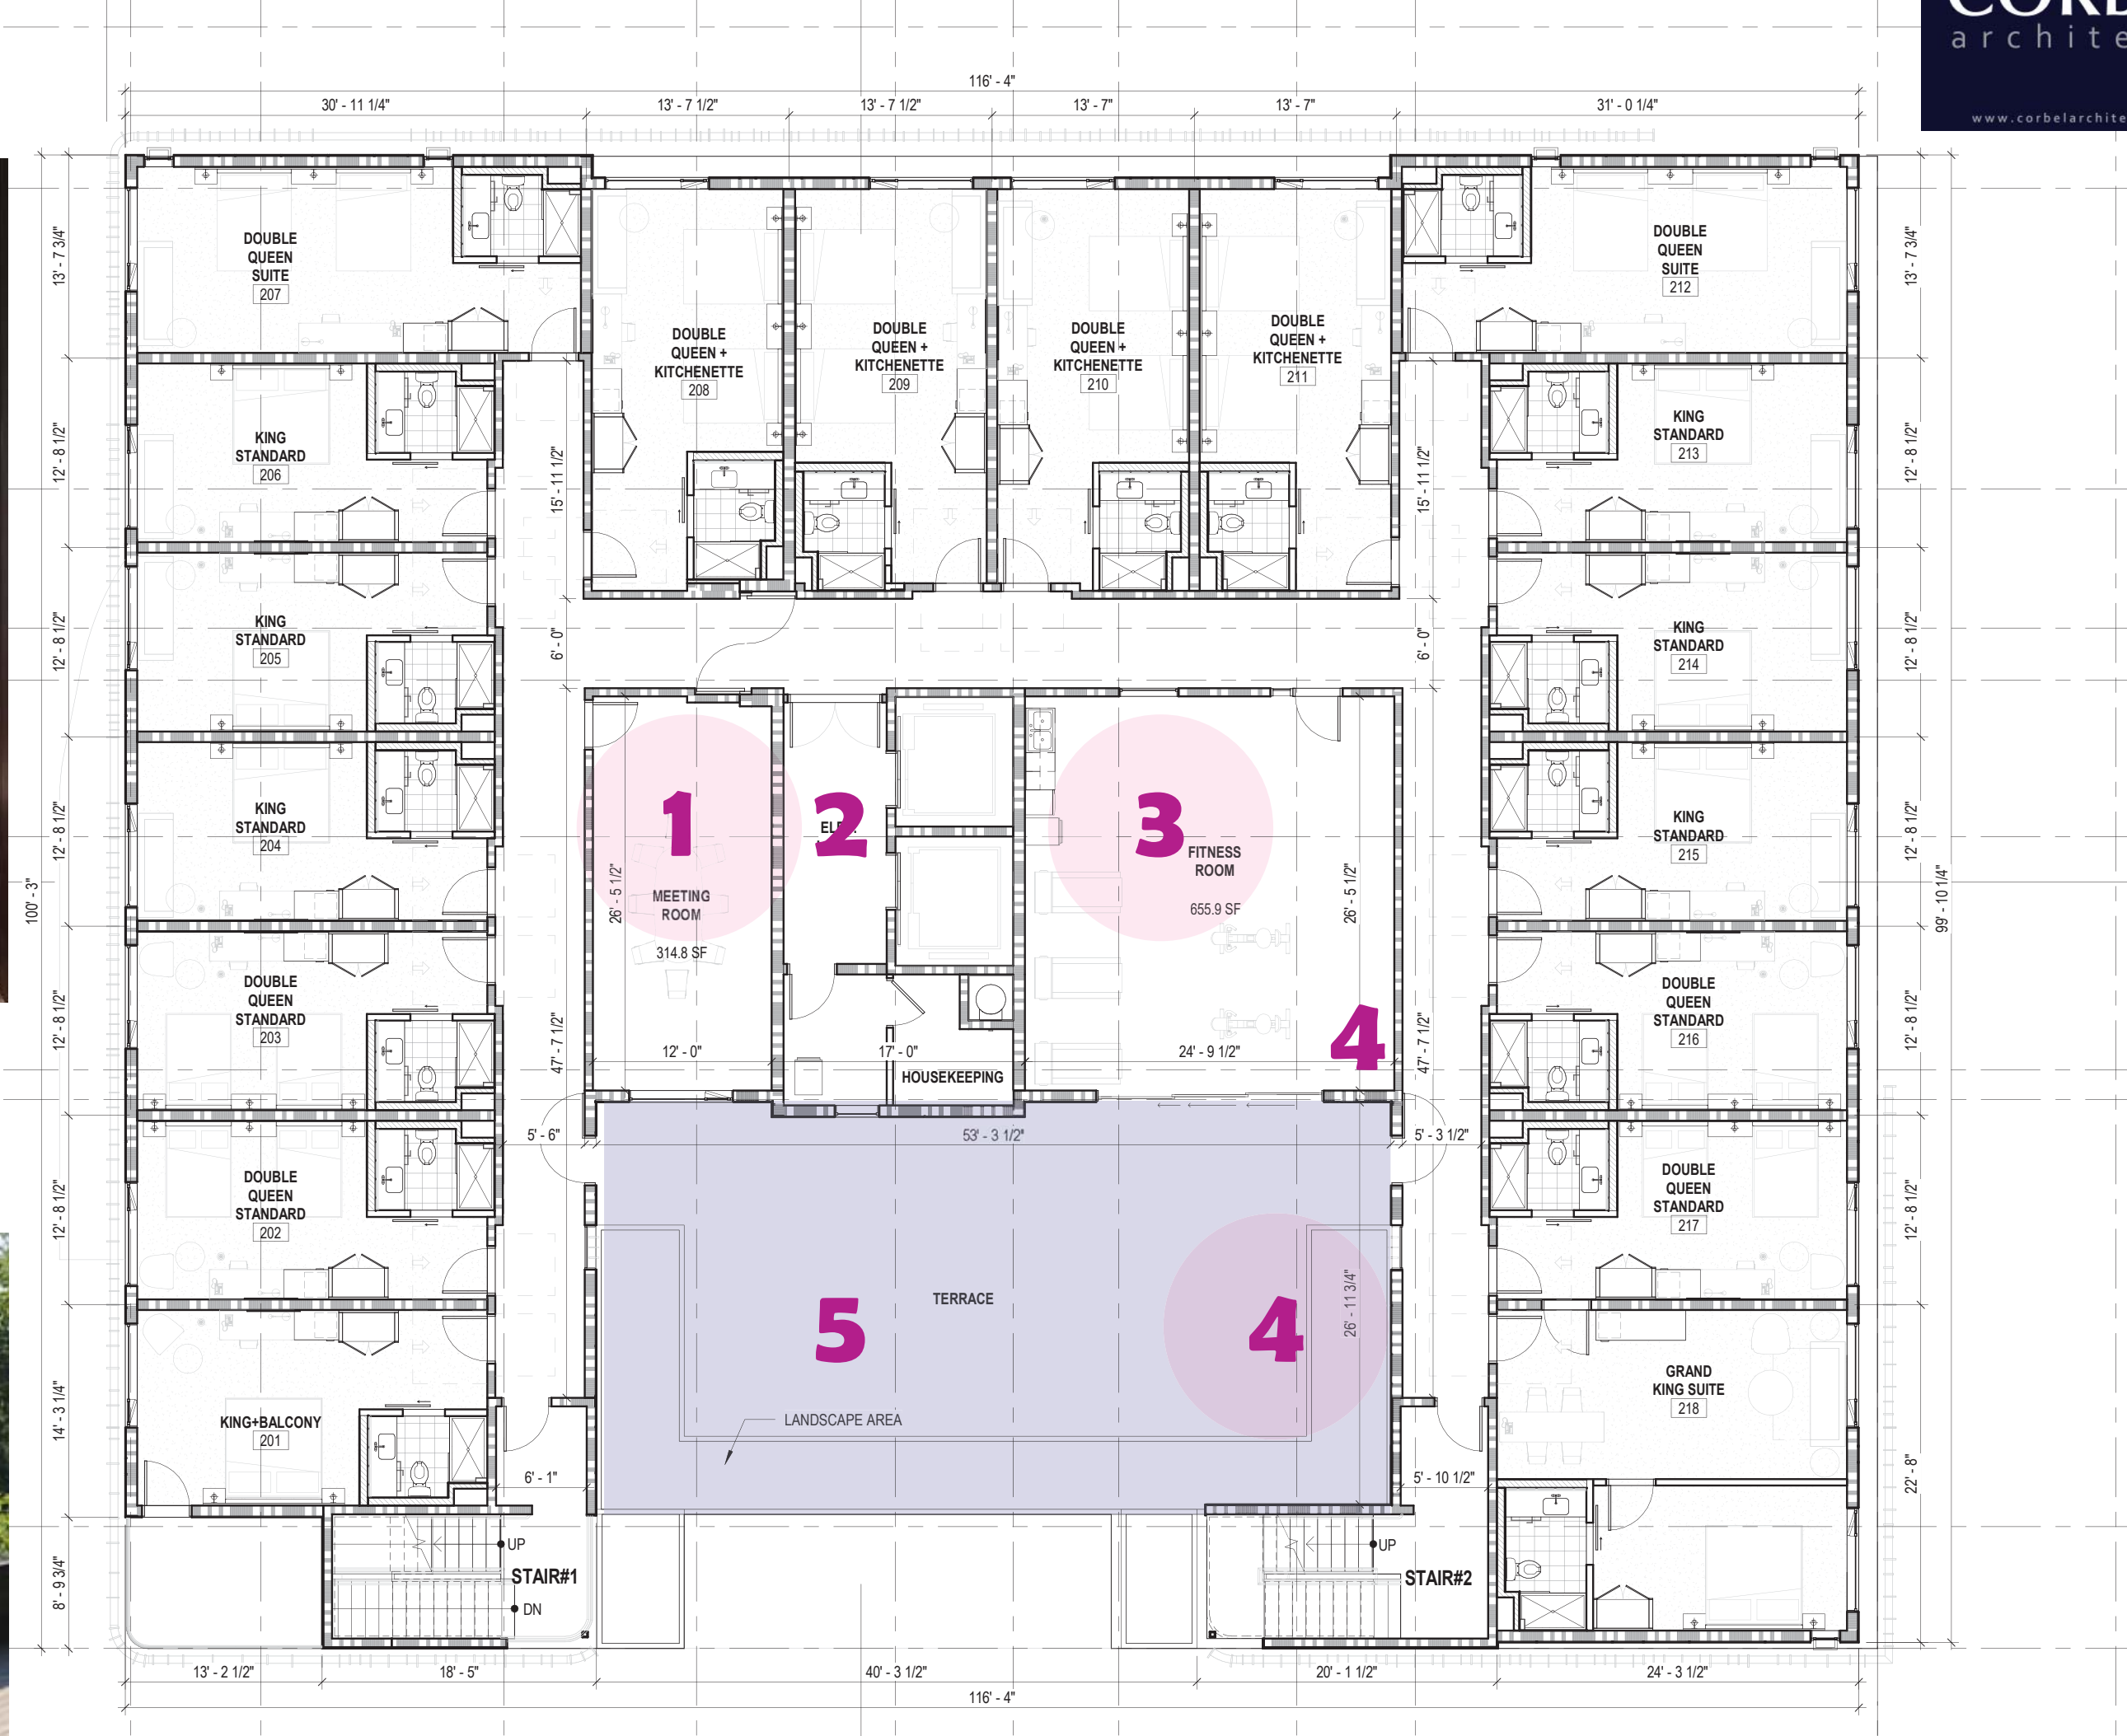 archite
www.corbelarchite
116' - 4"
30' - 11 1/4"
13' - 7 1/2"
13' - 7 1/2"
13' - 7"
13' - 7"
31' - 0 1/4"
13' - 7 3/4"
12' - 8 1/2"
12' - 8 1/2"
12' - 8 1/2"
12' - 8 1/2"
12' - 8 1/2"
14' - 3 1/4"
8' - 9 3/4"
100' - 3"
DOUBLE
QUEEN
SUITE
207
KING
STANDARD
206
KING
STANDARD
205
KING
STANDARD
204
DOUBLE
QUEEN
STANDARD
203
DOUBLE
QUEEN
STANDARD
202
KING+BALCONY
201
DOUBLE
QUEEN +
KITCHENETTE
208
DOUBLE
QUEEN +
KITCHENETTE
209
DOUBLE
QUEEN +
KITCHENETTE
210
DOUBLE
QUEEN +
KITCHENETTE
211
DOUBLE
QUEEN
SUITE
212
KING
STANDARD
213
KING
STANDARD
214
KING
STANDARD
215
DOUBLE
QUEEN
STANDARD
216
DOUBLE
QUEEN
STANDARD
217
GRAND
KING SUITE
218
13' - 7 3/4"
12' - 8 1/2"
12' - 8 1/2"
12' - 8 1/2"
12' - 8 1/2"
12' - 8 1/2"
22' - 8"
99' - 10 1/4"
15' - 11 1/2"
6' - 0"
47' - 7 1/2"
15' - 11 1/2"
6' - 0"
47' - 7 1/2"
1
MEETING
ROOM
314.8 SF
26' - 5 1/2"
12' - 0"
2
17' - 0"
HOUSEKEEPING
3
FITNESS
ROOM
655.9 SF
26' - 5 1/2"
24' - 9 1/2"
4
5' - 6"
53' - 3 1/2"
5' - 3 1/2"
TERRACE
5
4
26' - 11 3/4"
LANDSCAPE AREA
6' - 1"
5' - 10 1/2"
UP
STAIR#1
DN
UP
STAIR#2
13' - 2 1/2"
18' - 5"
40' - 3 1/2"
20' - 1 1/2"
24' - 3 1/2"
116' - 4"